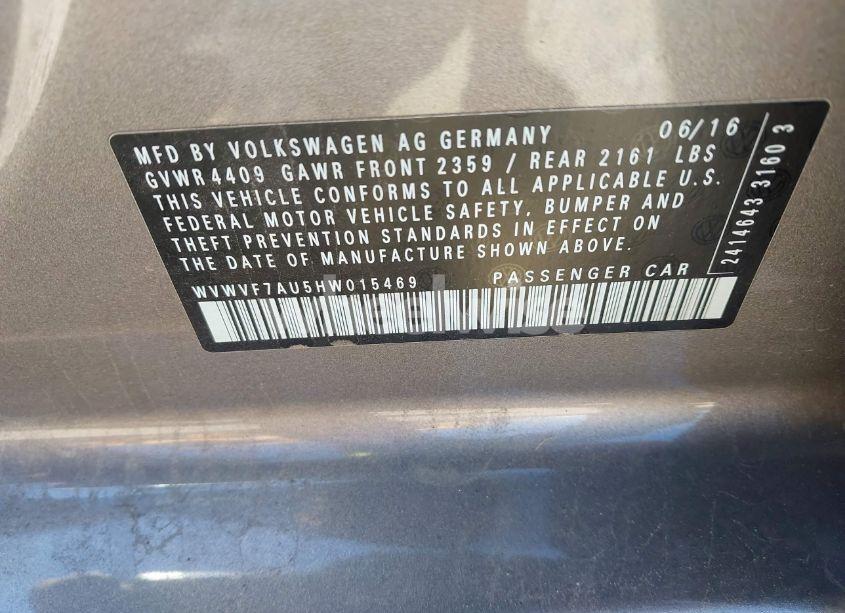 MFD BY VOLKSWAGEN AG GERMANY 06/16
GVWR 4409 GAWR FRONT 2359 / REAR 2161 LBS
THIS VEHICLE CONFORMS TO ALL APPLICABLE U.S.
FEDERAL MOTOR VEHICLE SAFETY, BUMPER AND
THEFT PREVENTION STANDARDS IN EFFECT ON
THE DATE OF MANUFACTURE SHOWN ABOVE.
WVWVF7AU5HW015469 PASSENGER CAR
2414643 3160 3